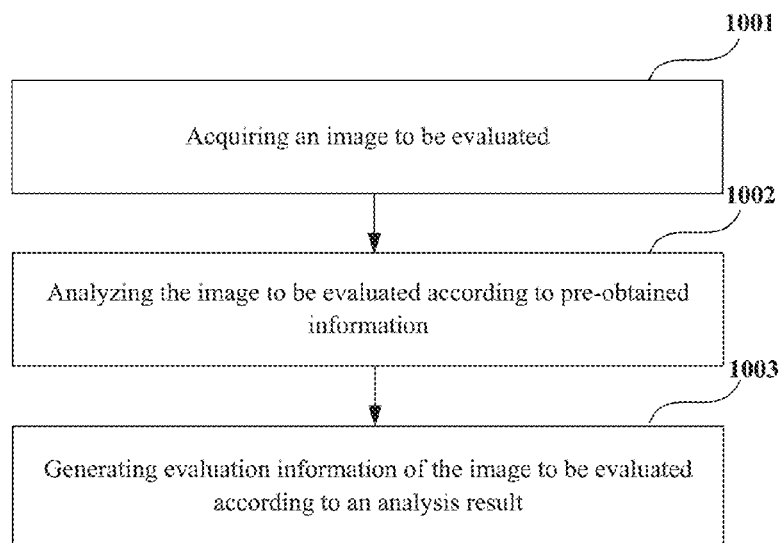 1001
Acquiring an image to be evaluated
1002
Analyzing the image to be evaluated according to pre-obtained
information
1003
Generating evaluation information of the image to be evaluated
according to an analysis result